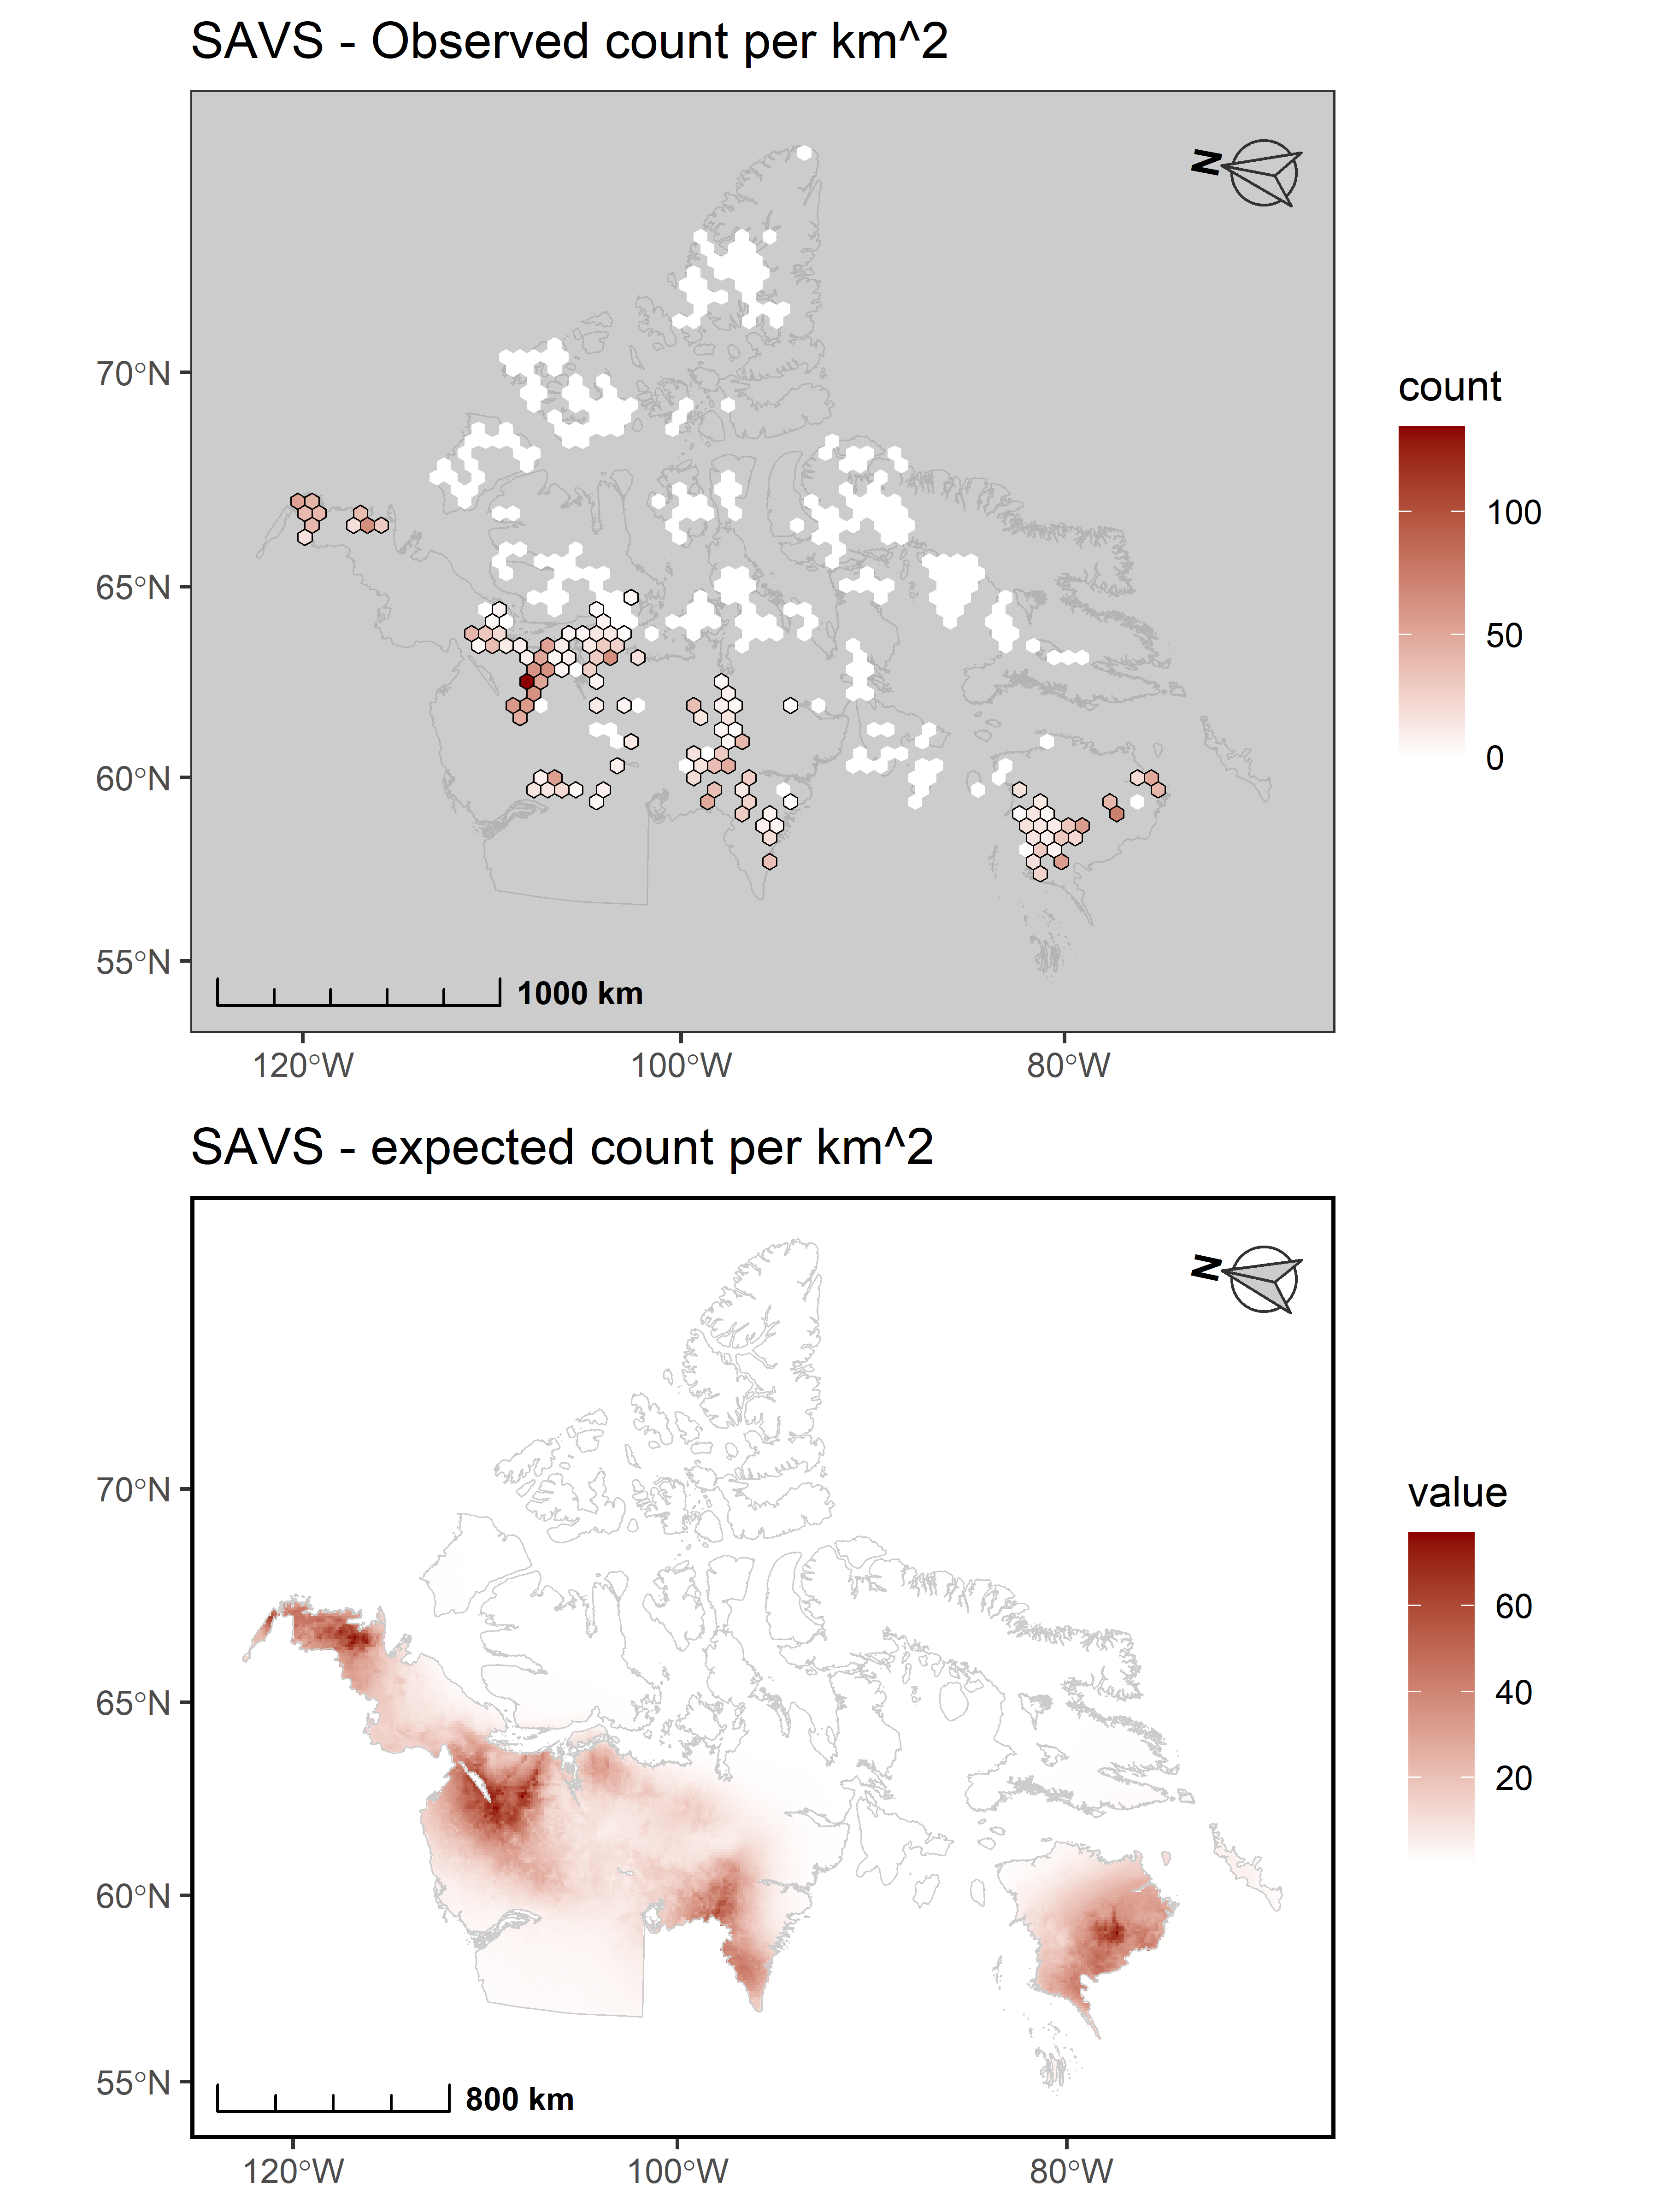 SAVS - Observed count per km^2
N
70°N
65°N
60°N
55°N
1000 km
120°W
100°W
80°W
count
100
50
0
SAVS - expected count per km^2
N
70°N
65°N
60°N
55°N
800 km
120°W
100°W
80°W
value
60
40
20